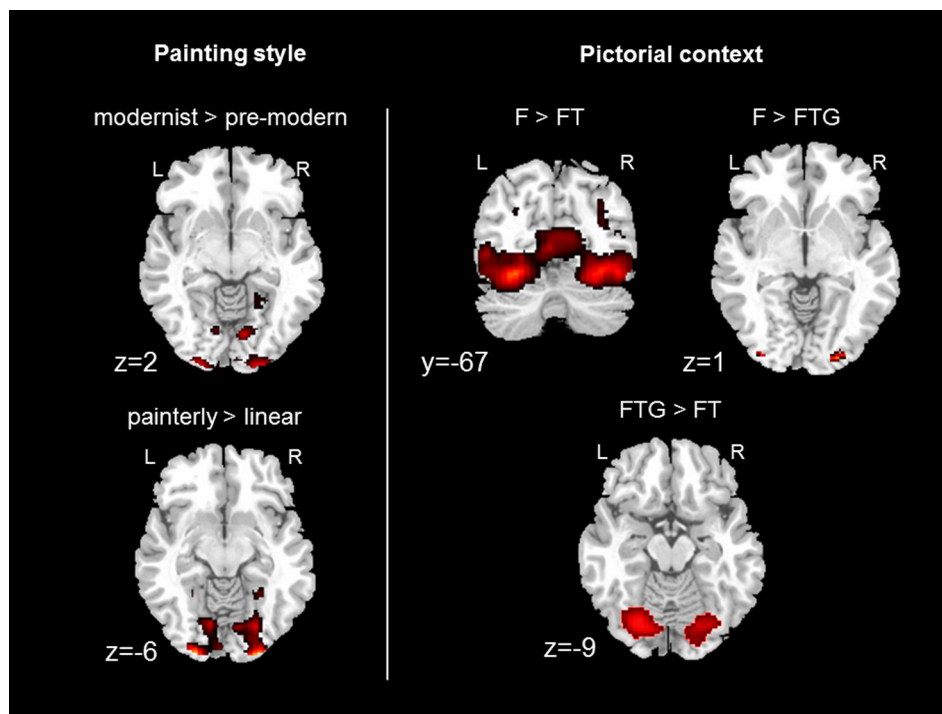 Painting style
modernist > pre-modern
L R
z=2
painterly > linear
L R
z=-6
Pictorial context
F > FT
L R
y=-67
F > FTG
L R
z=1
FTG > FT
L R
z=-9